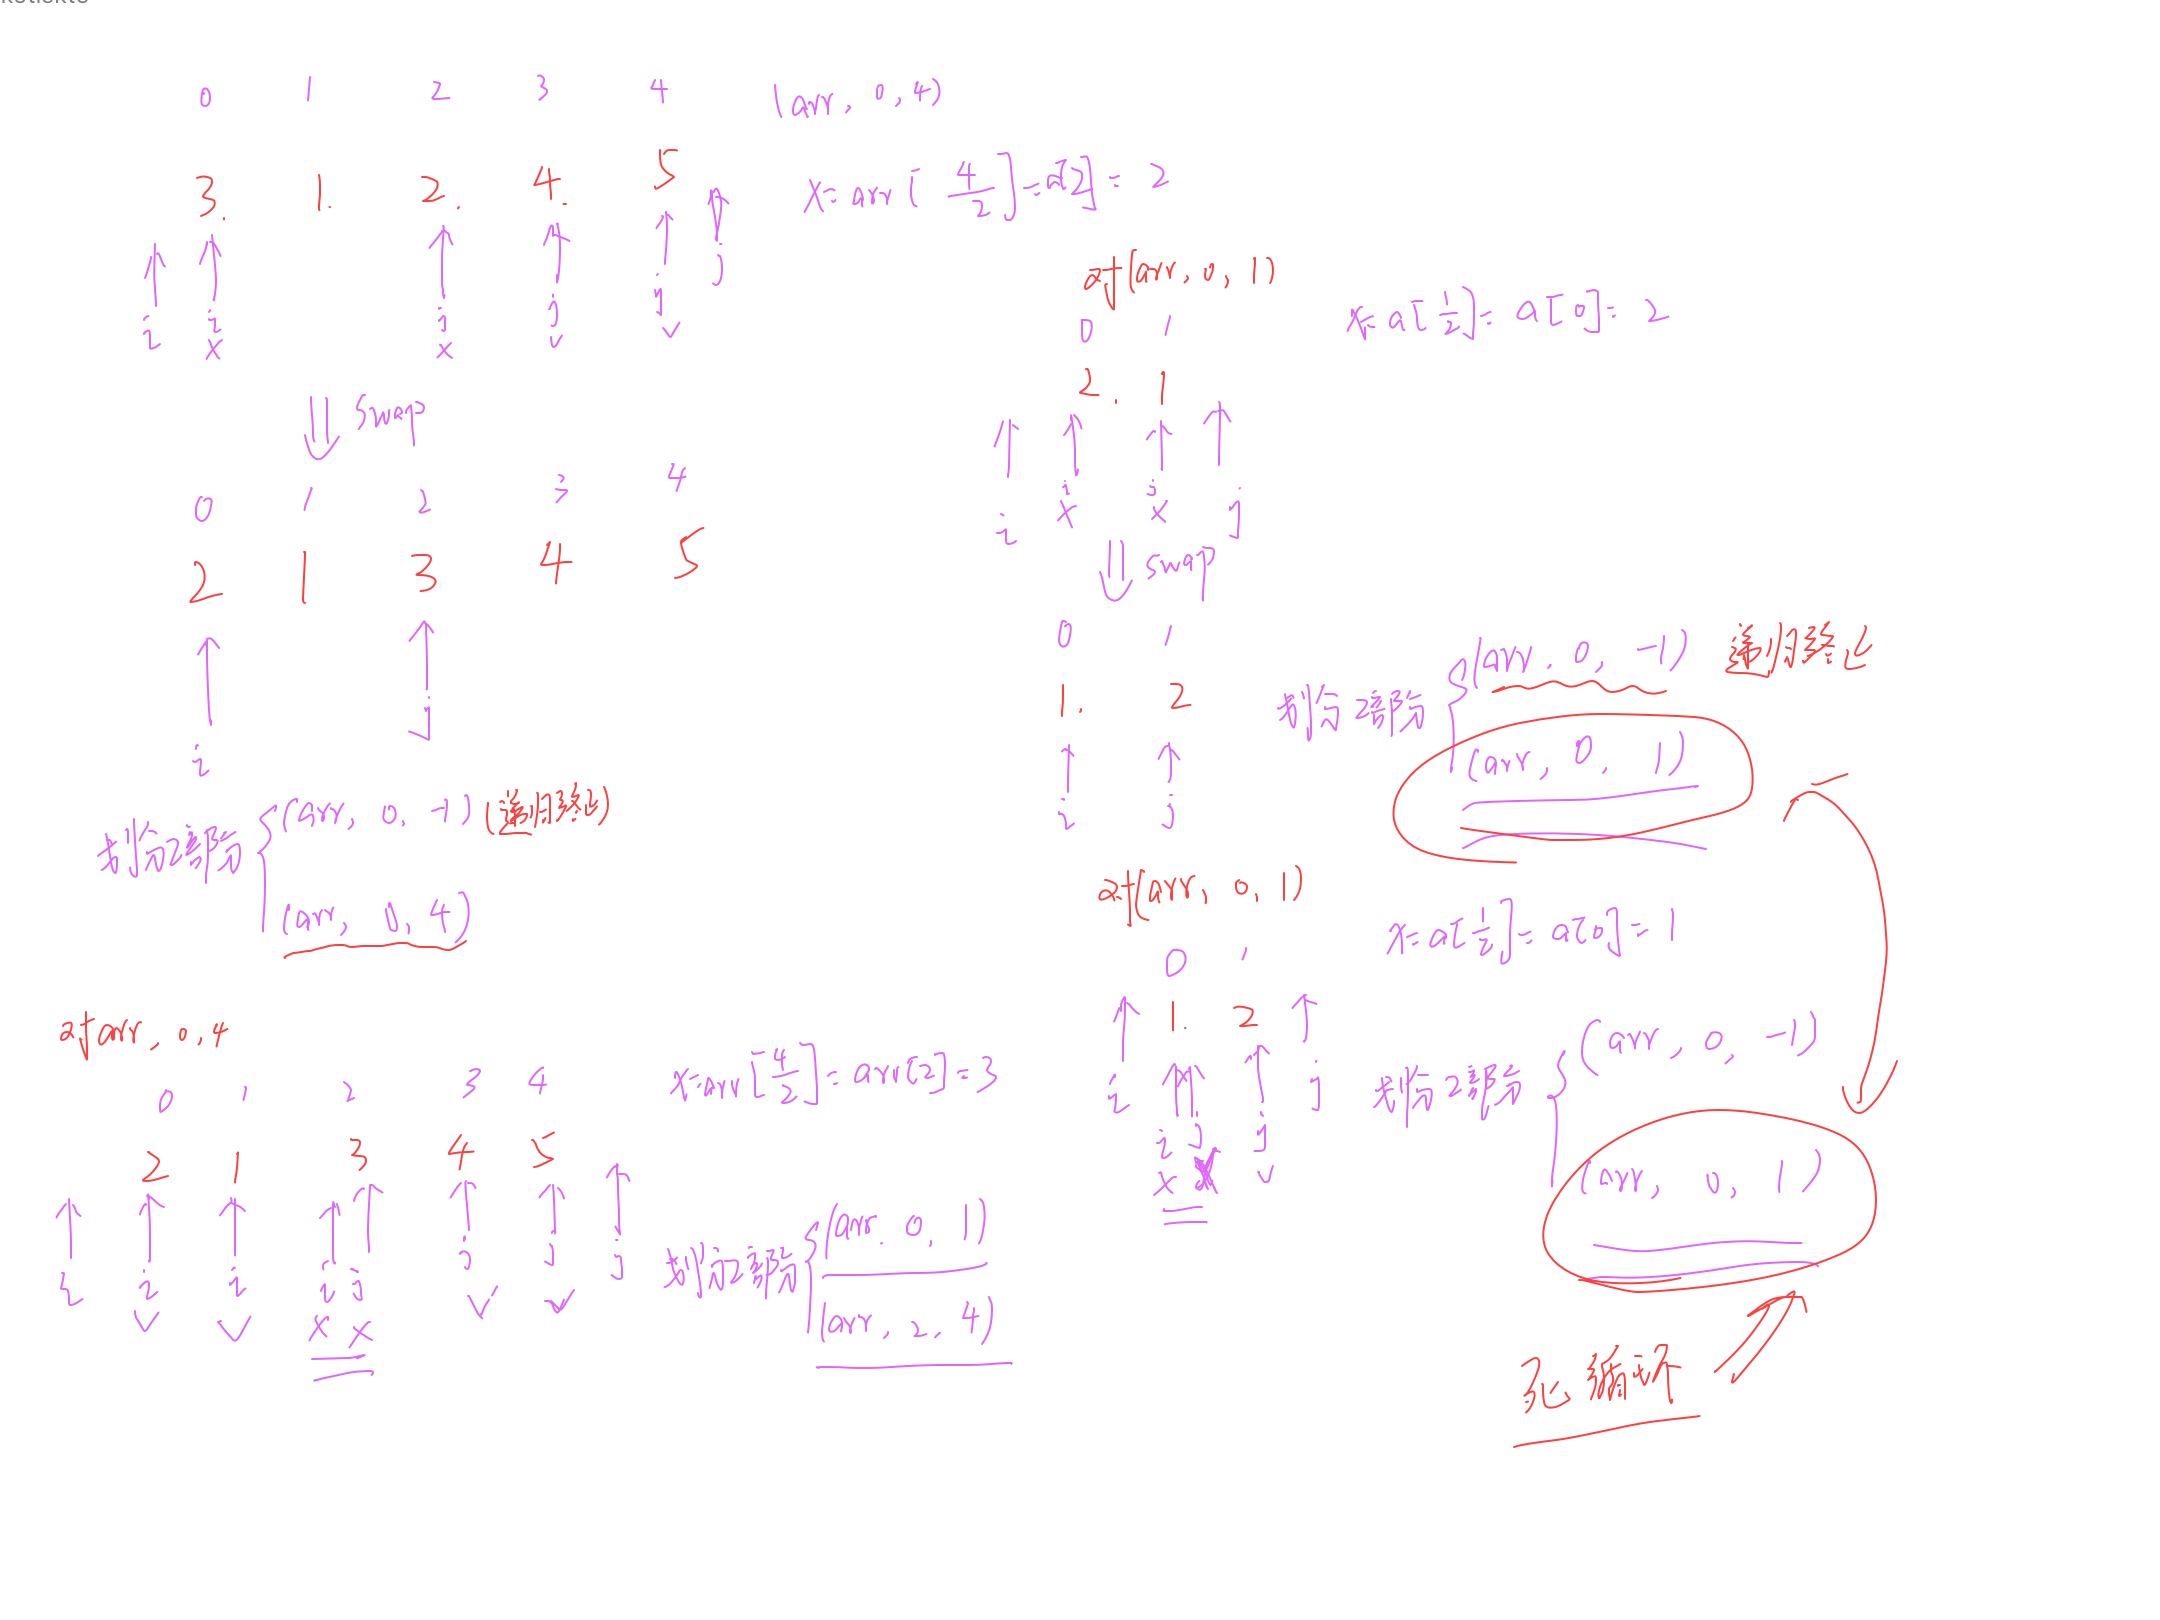 0 1 2 3 4 (arr, 0, 4)
3. 1. 2. 4. 5
x = arr[4/2] = a[2] = 2
i i j j j j
x x v v
swap
0 1 2 3 4
2 1 3 4 5
i j
划分2部分
(arr, 0, -1) (递归终止)
(arr, 0, 4)
对arr, 0, 4
0 1 2 3 4
x = arr[4/2] = arr[2] = 3
2 1 3 4 5
i i i i j j j j
v v x x v v
划分2部分
(arr. 0, 1)
(arr, 2, 4)
对(arr, 0, 1)
0 1
x = a[1/2] = a[0] = 2
2. 1
i i j j
x x
swap
0 1
1. 2
i j
划分2部分
(arr. 0, -1) 递归终止
(arr, 0, 1)
对(arr, 0, 1)
x = a[1/2] = a[0] = 1
0 1
1. 2
i i j j j
x v
划分2部分
(arr, 0, -1)
(arr, 0, 1)
死循环